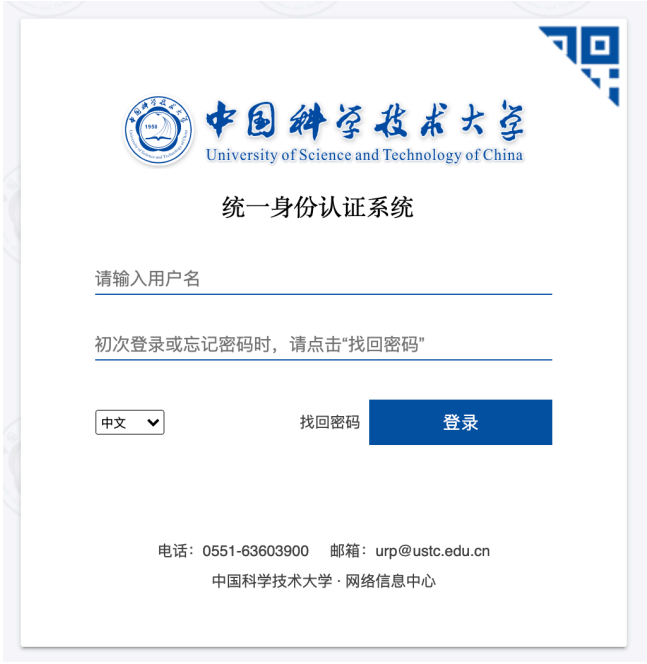 中国科学技术大学
1958
University of Science and Technology of China
统一身份认证系统
请输入用户名
初次登录或忘记密码时，请点击“找回密码”
中文 找回密码 登录
电话：0551-63603900 邮箱：urp@ustc.edu.cn
中国科学技术大学 · 网络信息中心